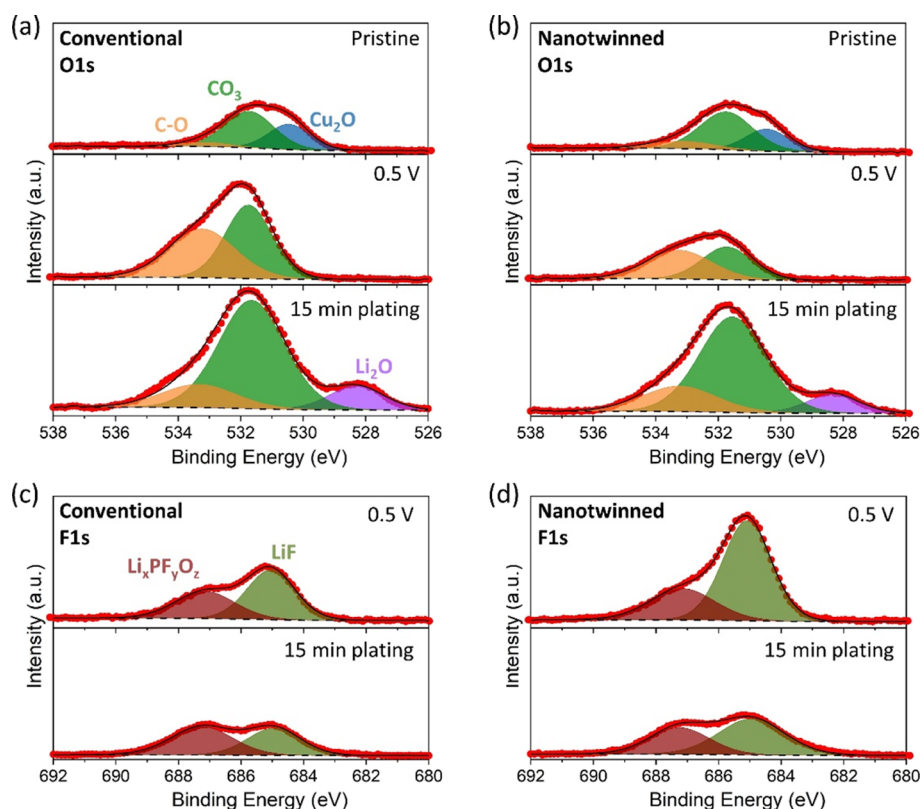 (a)
Conventional
Pristine
O1s
CO₃
C-O
Cu₂O
0.5 V
15 min plating
Li₂O
Intensity (a.u.)
538 536 534 532 530 528 526
Binding Energy (eV)
(b)
Nanotwinned
Pristine
O1s
0.5 V
15 min plating
Intensity (a.u.)
538 536 534 532 530 528 526
Binding Energy (eV)
(c)
Conventional
0.5 V
F1s
LiₓPFᵧO_z
LiF
15 min plating
Intensity (a.u.)
692 690 688 686 684 682 680
Binding Energy (eV)
(d)
Nanotwinned
0.5 V
F1s
15 min plating
Intensity (a.u.)
692 690 688 686 684 682 680
Binding Energy (eV)